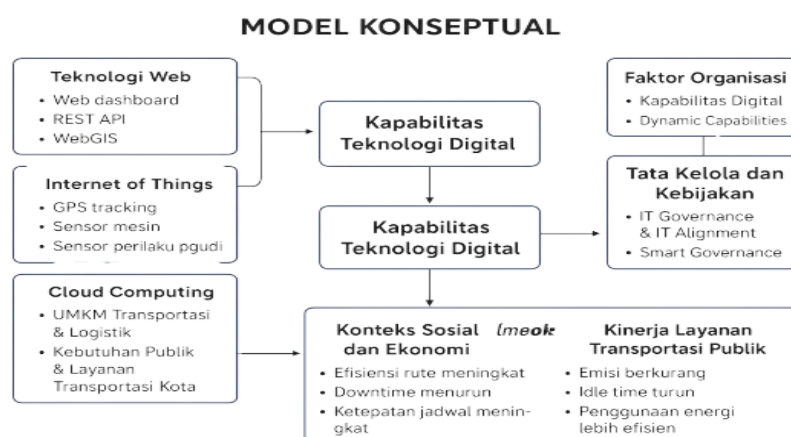 MODEL KONSEPTUAL
Teknologi Web
• Web dashboard
• REST API
• WebGIS
Internet of Things
• GPS tracking
• Sensor mesin
• Sensor perilaku pgudi
Cloud Computing
• UMKM Transportasi
& Logistik
• Kebutuhan Publik
& Layanan
Transportasi Kota
Kapabilitas
Teknologi Digital
Kapabilitas
Teknologi Digital
Faktor Organisasi
• Kapabilitas Digital
• Dynamic Capabilities
Tata Kelola dan
Kebijakan
• IT Governance
& IT Alignment
• Smart Governance
Konteks Sosial
dan Ekonomi
• Efisiensi rute meningkat
• Downtime menurun
• Ketepatan jadwal menin-
gkat
Kinerja Layanan
Transportasi Publik
• Emisi berkurang
• Idle time turun
• Penggunaan energi
lebih efisien